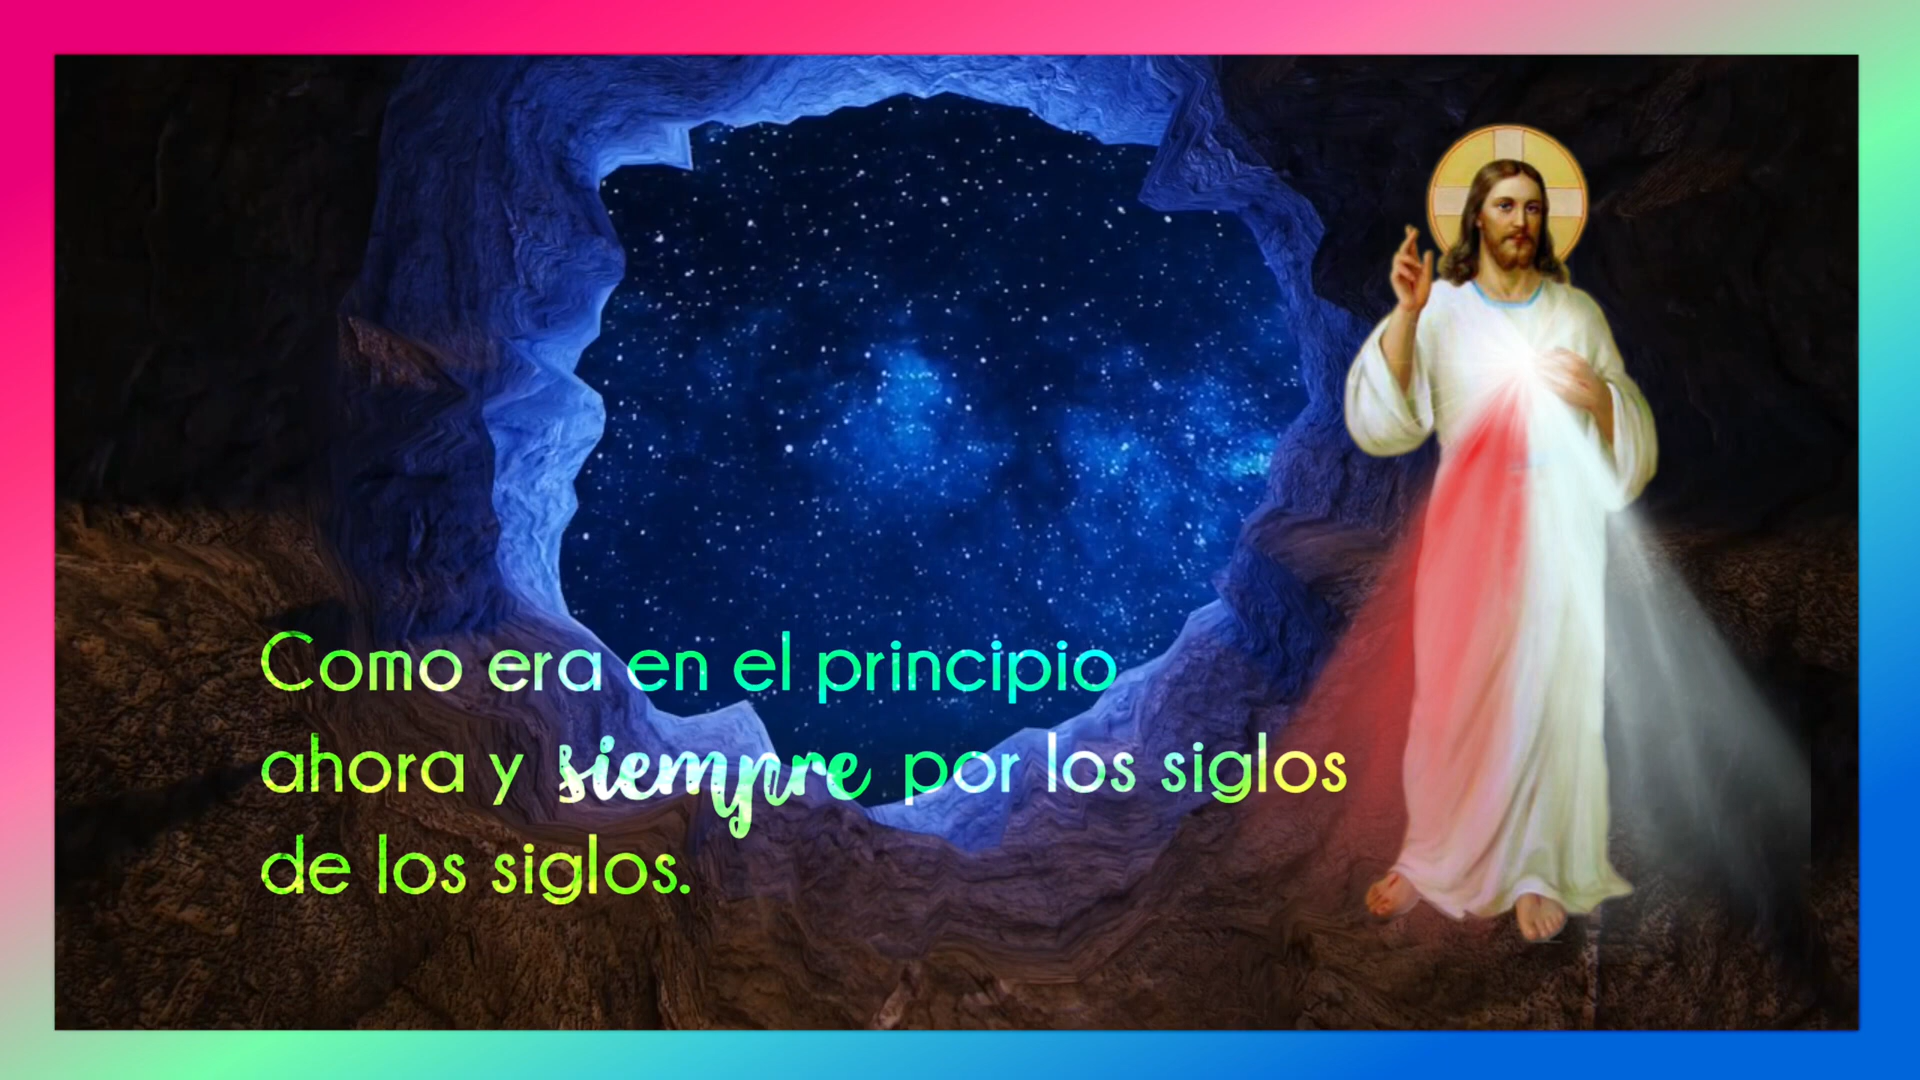 Como era en el principio
ahora y siempre por los siglos
de los siglos.